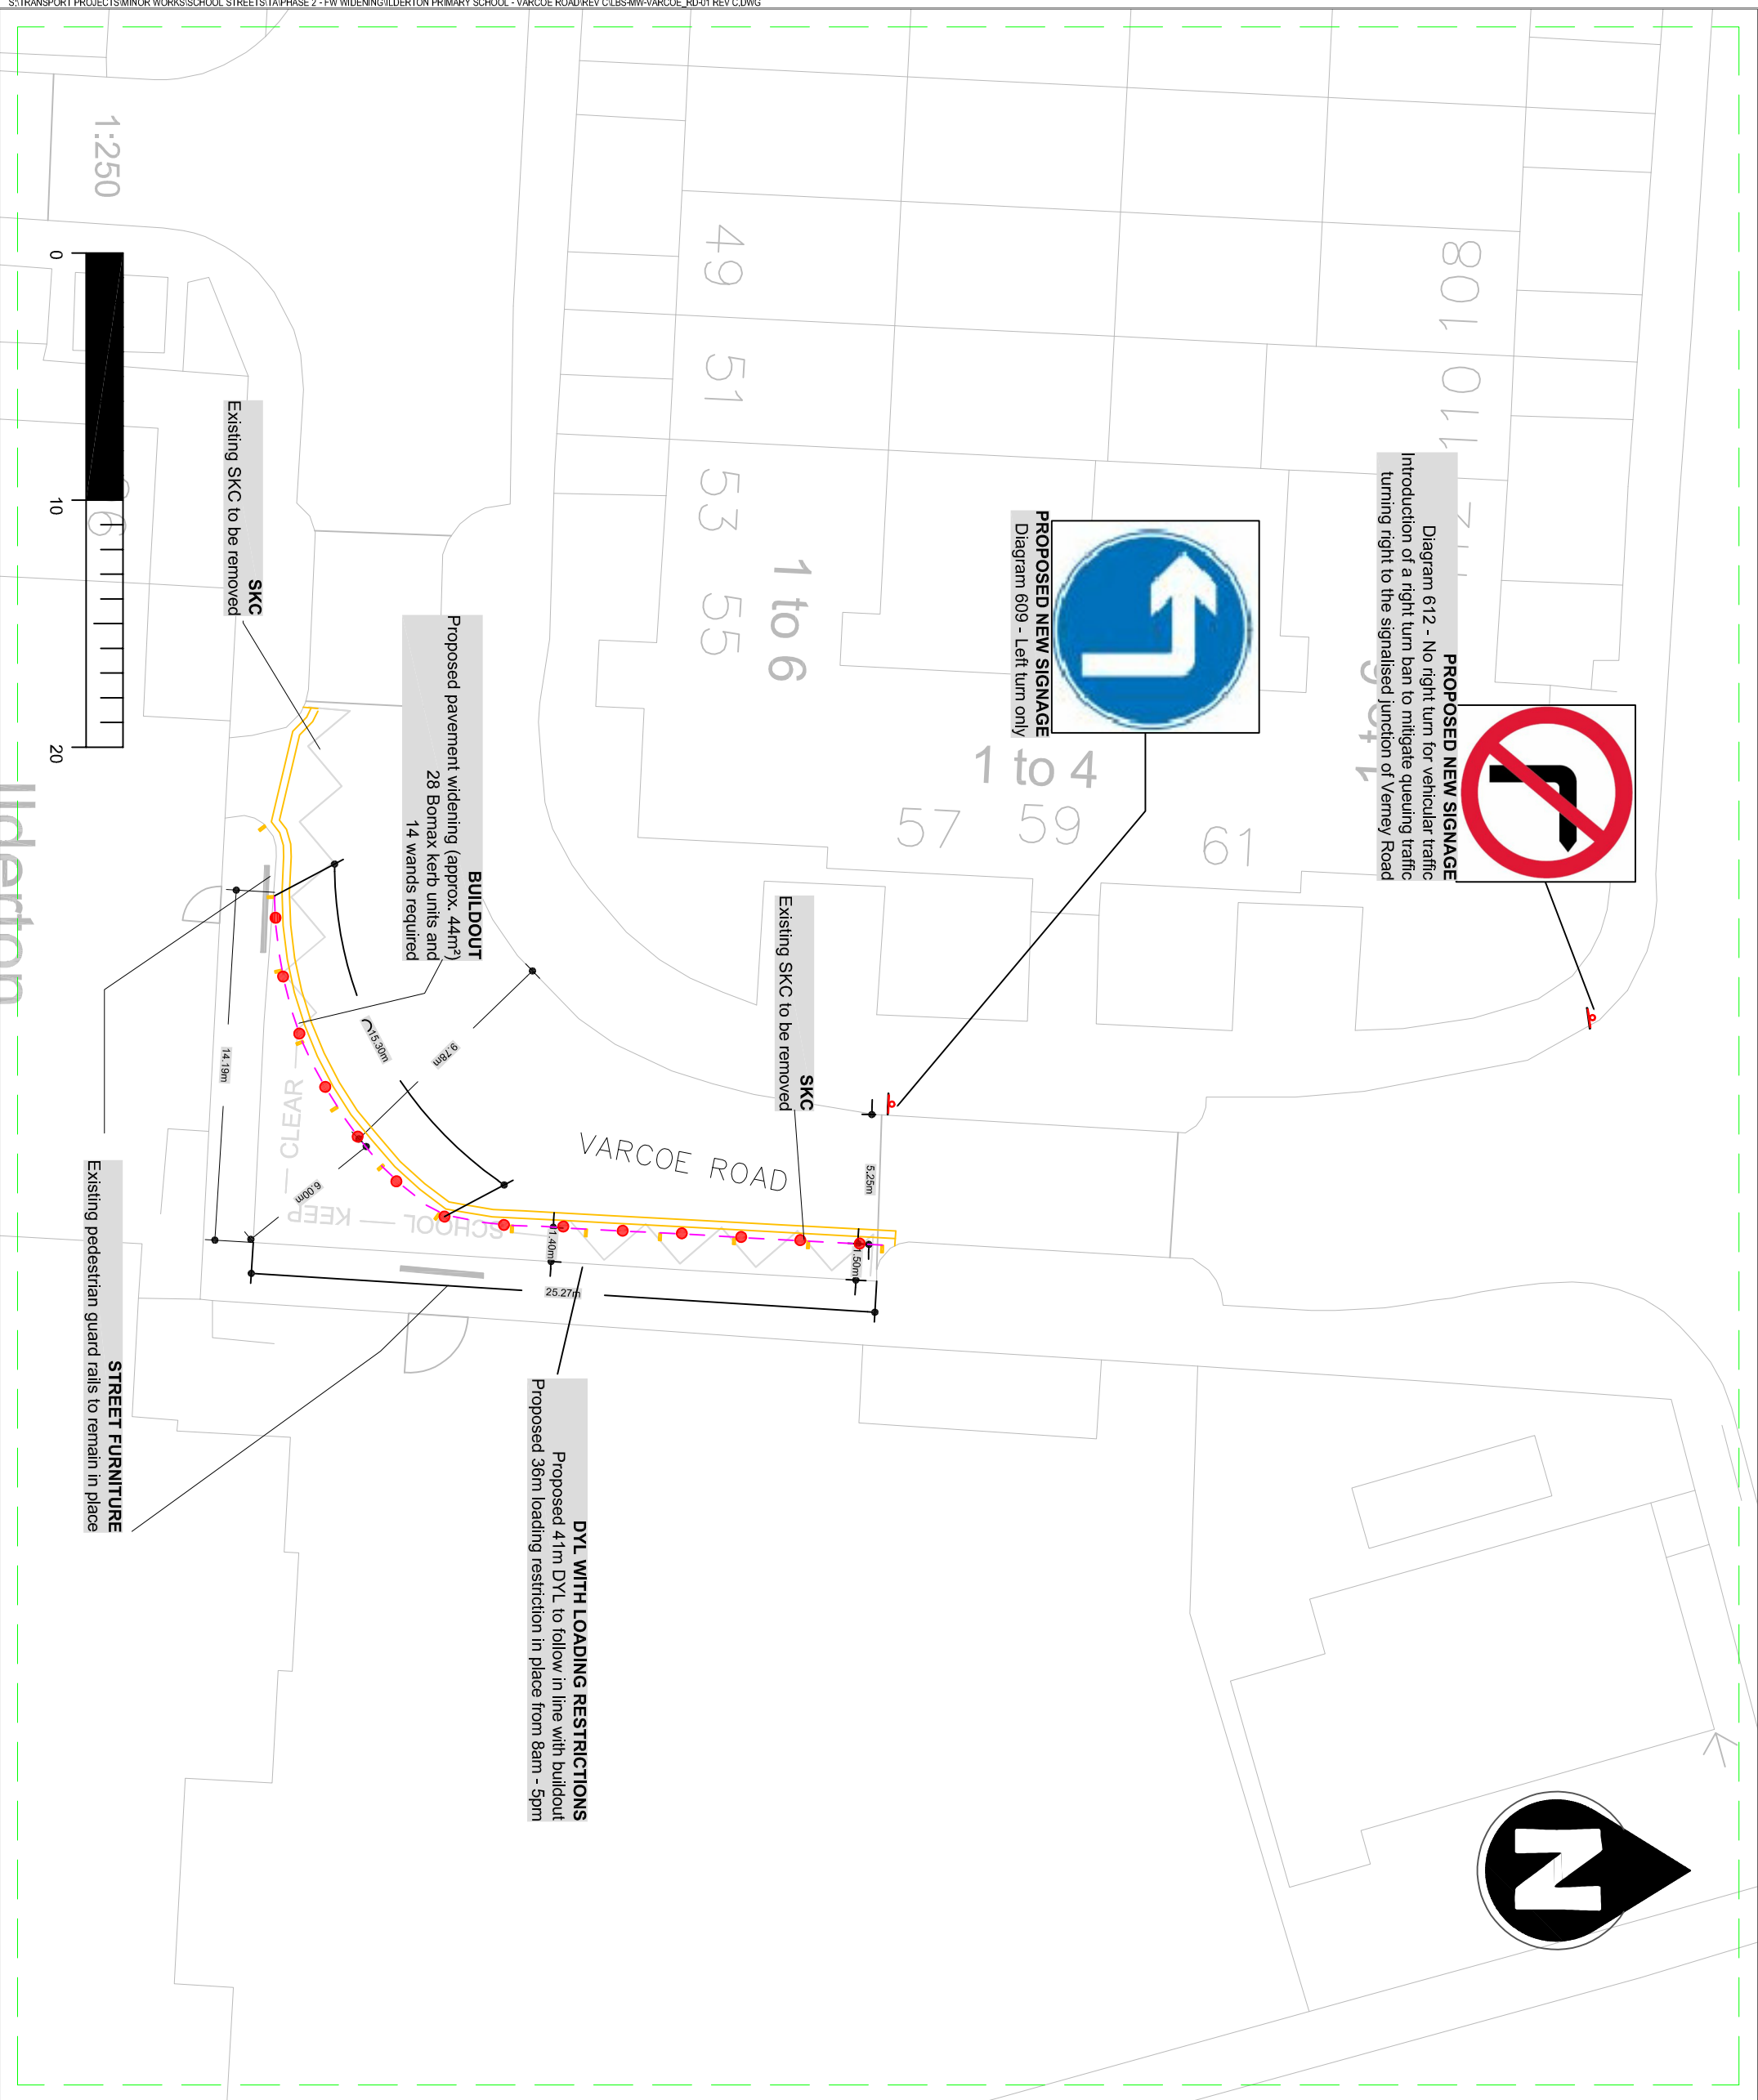 S:\TRANSPORT PROJECTS\MINOR WORKS\SCHOOL STREETS\TA\PHASE 2 - FW WIDENING\ILDERTON PRIMARY SCHOOL - VARCOE ROAD\REV C\LBS-MW-VARCOE_RD-01 REV C.DWG
PROPOSED NEW SIGNAGE
Diagram 612 - No right turn for vehicular traffic
Introduction of a right turn ban to mitigate queuing traffic
turning right to the signalised junction of Verney Road
108
110
PROPOSED NEW SIGNAGE
Diagram 609 - Left turn only
1 to 6
1 to 4
49
51
53
55
57
59
61
SKC
Existing SKC to be removed
VARCOE ROAD
5.25m
1.40m
25.27m
DYL WITH LOADING RESTRICTIONS
Proposed 41m DYL to follow in line with buildout
Proposed 36m loading restriction in place from 8am - 5pm
BUILDOUT
Proposed pavement widening (approx. 44m²)
28 Bomax kerb units and
14 wands required
15.30m
9.78m
6.00m
14.19m
SCHOOL — KEEP — CLEAR
SKC
Existing SKC to be removed
STREET FURNITURE
Existing pedestrian guard rails to remain in place
1:250
0
10
20
Ilderton
N